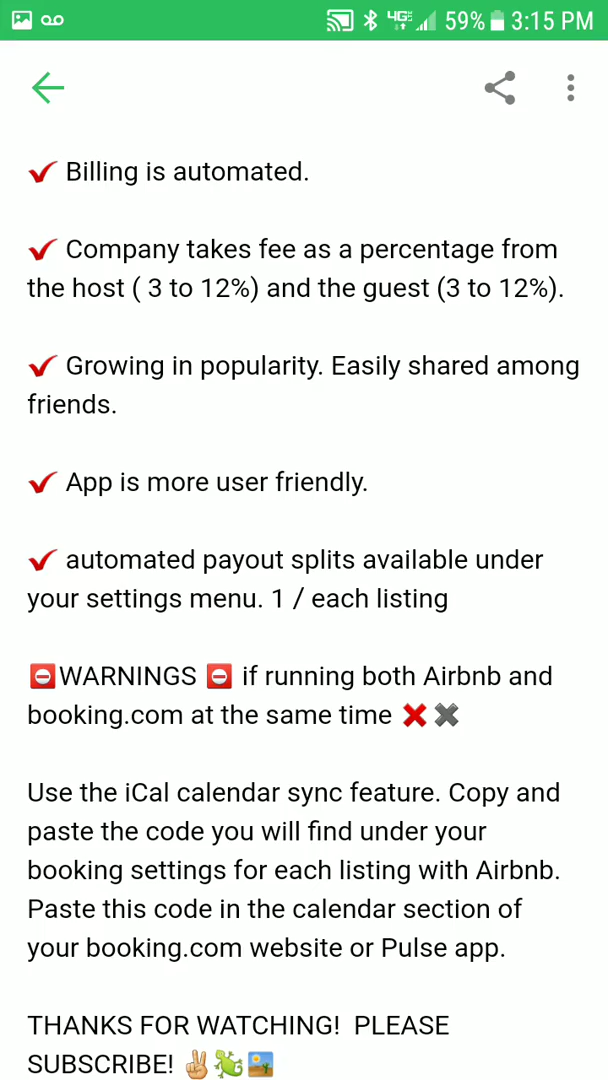 4G 59% 3:15 PM
✔ Billing is automated.
✔ Company takes fee as a percentage from
the host ( 3 to 12%) and the guest (3 to 12%).
✔ Growing in popularity. Easily shared among
friends.
✔ App is more user friendly.
✔ automated payout splits available under
your settings menu. 1 / each listing
⛔WARNINGS ⛔ if running both Airbnb and
booking.com at the same time ❌✖
Use the iCal calendar sync feature. Copy and
paste the code you will find under your
booking settings for each listing with Airbnb.
Paste this code in the calendar section of
your booking.com website or Pulse app.
THANKS FOR WATCHING!  PLEASE
SUBSCRIBE! ✌🦎🏜